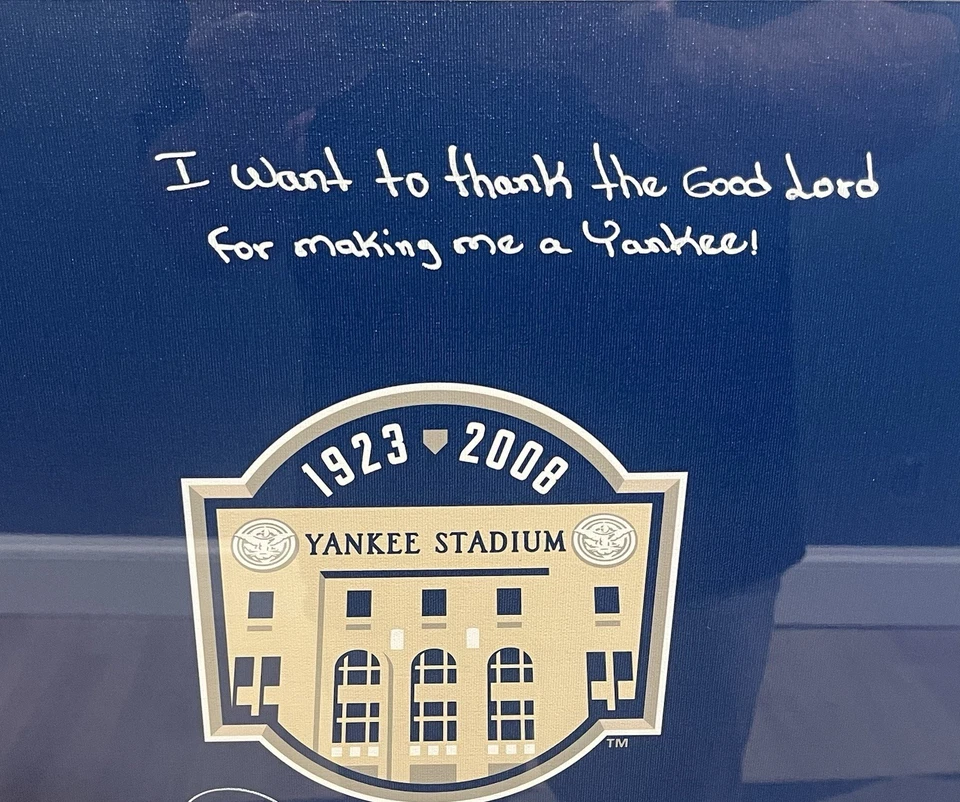 I want to thank the Good Lord
for making me a Yankee!
1923 2008
YANKEE STADIUM
TM